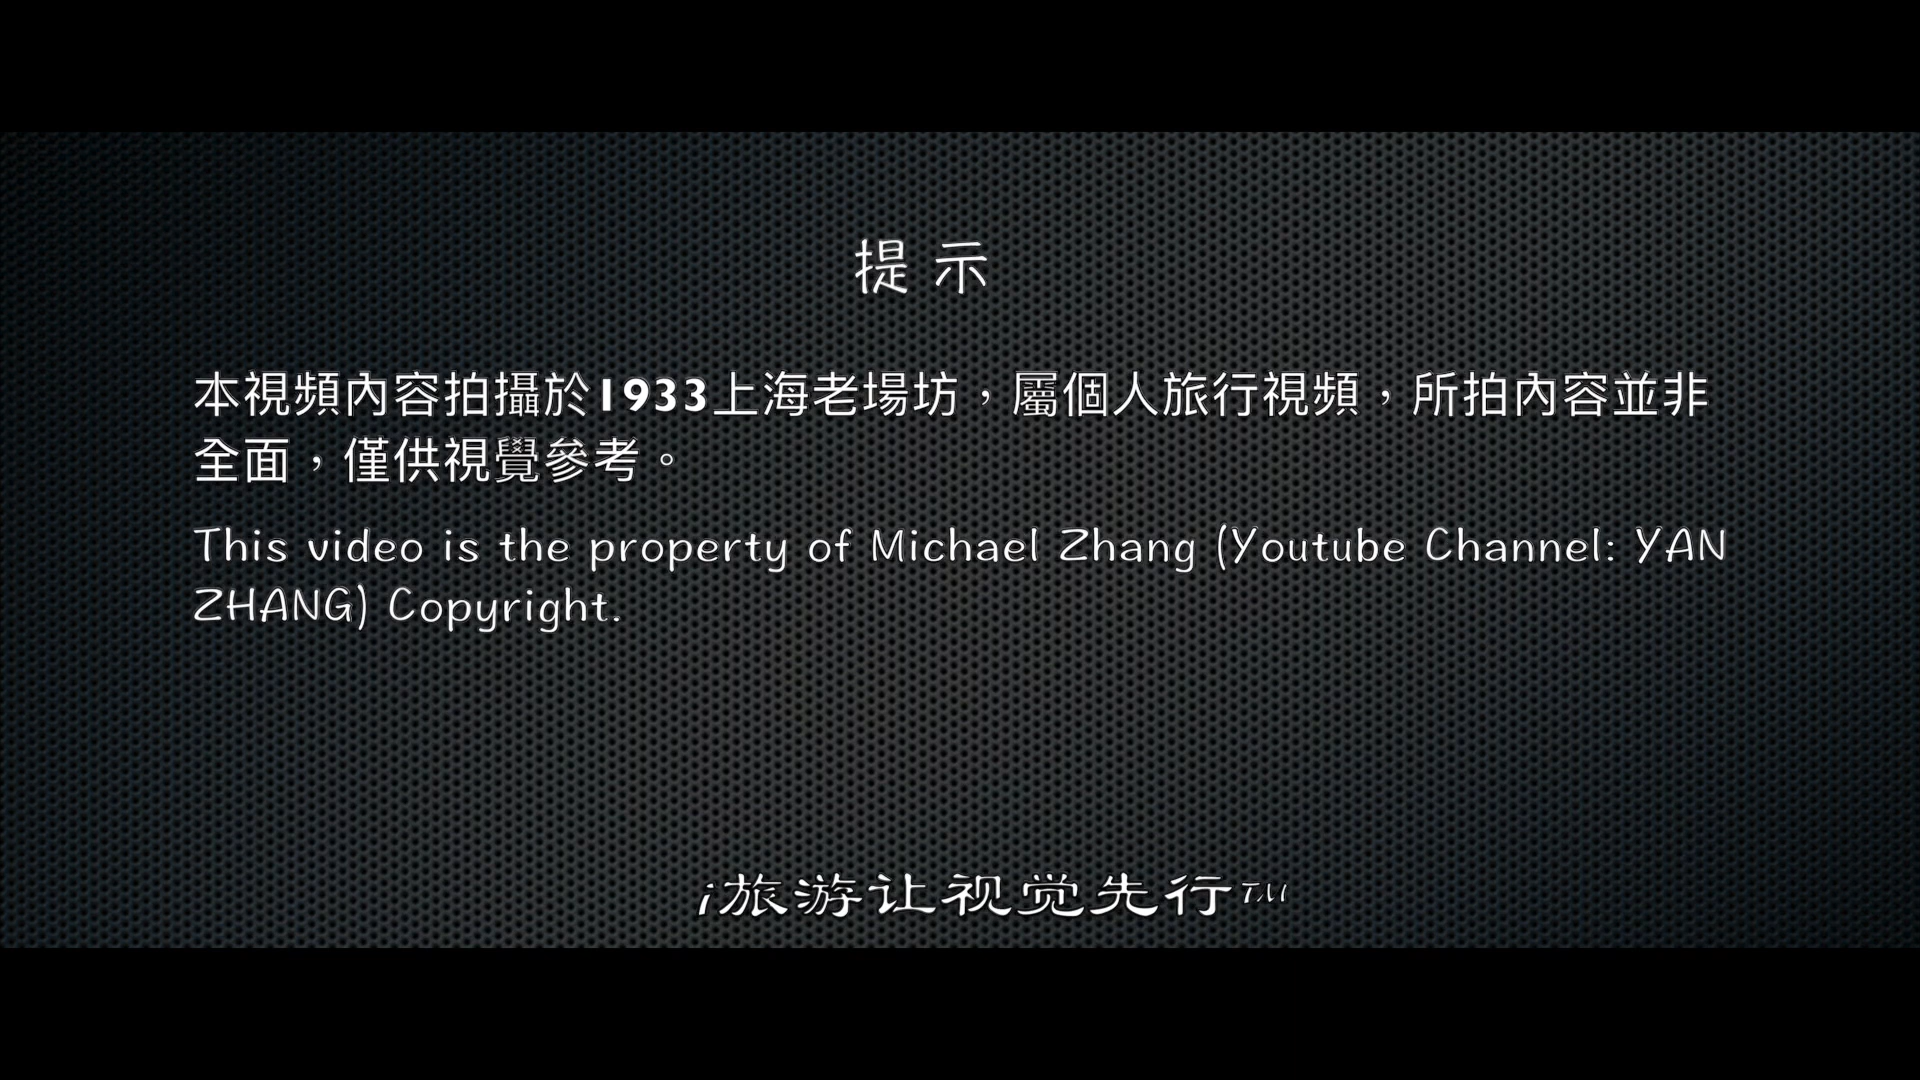 提示
本視頻內容拍攝於1933上海老場坊，屬個人旅行視頻，所拍內容並非
全面，僅供視覺參考。
This video is the property of Michael Zhang (Youtube Channel: YAN
ZHANG) Copyright.
i旅游让视觉先行TM